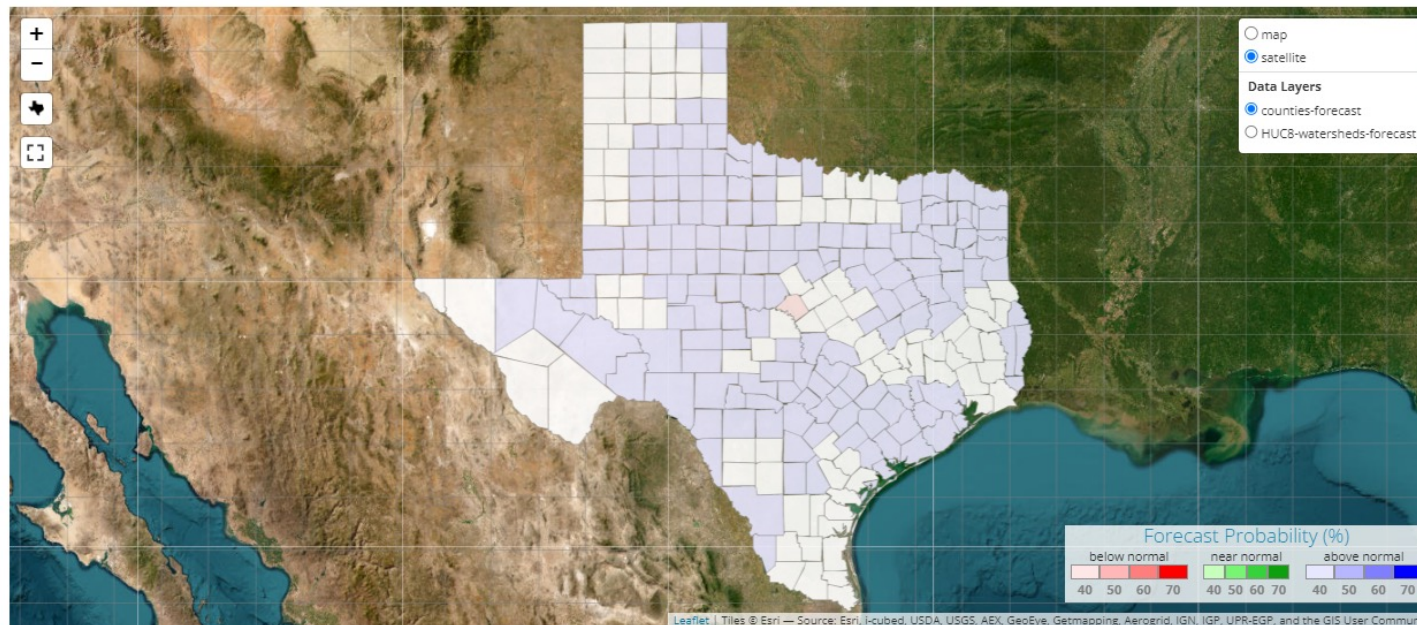 +
−
map
satellite
Data Layers
counties-forecast
HUC8-watersheds-forecast
Forecast Probability (%)
below normal near normal above normal
40 50 60 70 40 50 60 70 40 50 60 70
Leaflet | Tiles © Esri — Source: Esri, i-cubed, USDA, USGS, AEX, GeoEye, Getmapping, Aerogrid, IGN, IGP, UPR-EGP, and the GIS User Commun